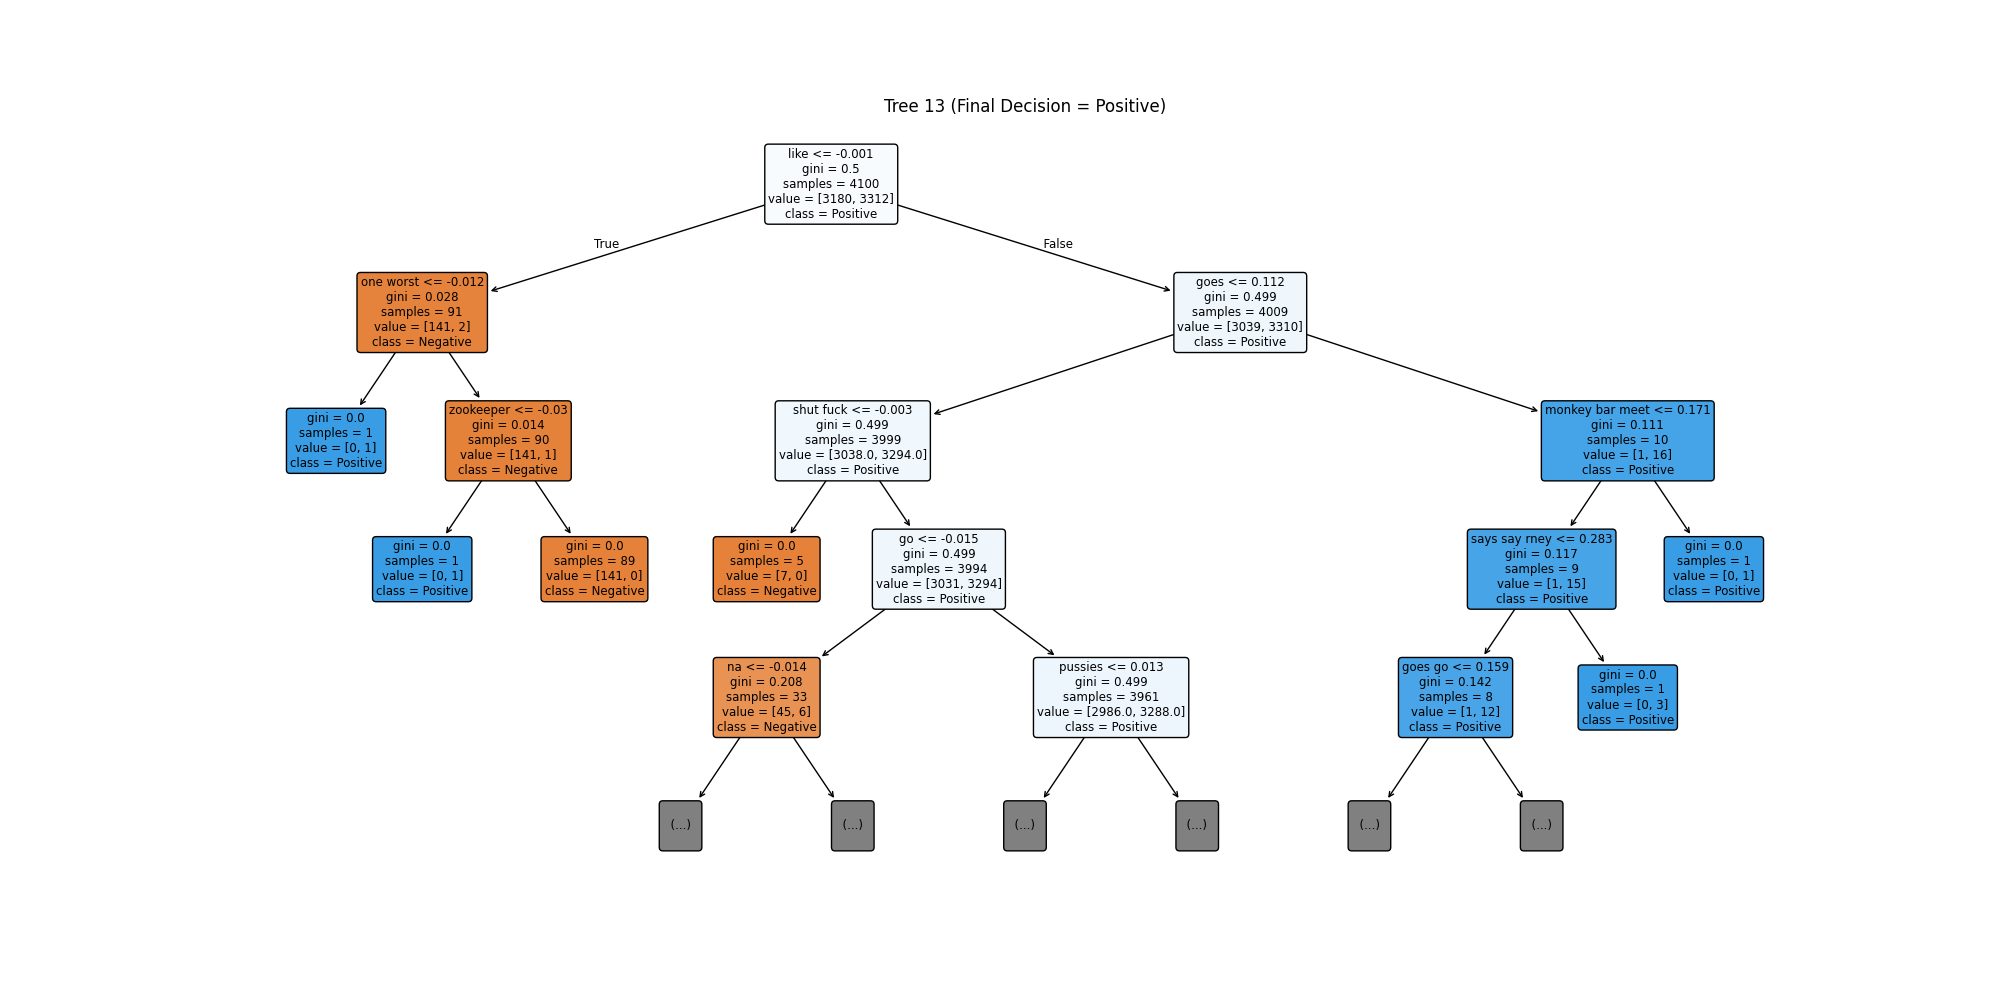 Tree 13 (Final Decision = Positive)
like <= -0.001
gini = 0.5
samples = 4100
value = [3180, 3312]
class = Positive
True
False
one worst <= -0.012
gini = 0.028
samples = 91
value = [141, 2]
class = Negative
goes <= 0.112
gini = 0.499
samples = 4009
value = [3039, 3310]
class = Positive
gini = 0.0
samples = 1
value = [0, 1]
class = Positive
zookeeper <= -0.03
gini = 0.014
samples = 90
value = [141, 1]
class = Negative
shut fuck <= -0.003
gini = 0.499
samples = 3999
value = [3038.0, 3294.0]
class = Positive
monkey bar meet <= 0.171
gini = 0.111
samples = 10
value = [1, 16]
class = Positive
gini = 0.0
samples = 1
value = [0, 1]
class = Positive
gini = 0.0
samples = 89
value = [141, 0]
class = Negative
gini = 0.0
samples = 5
value = [7, 0]
class = Negative
go <= -0.015
gini = 0.499
samples = 3994
value = [3031, 3294]
class = Positive
says say rney <= 0.283
gini = 0.117
samples = 9
value = [1, 15]
class = Positive
gini = 0.0
samples = 1
value = [0, 1]
class = Positive
na <= -0.014
gini = 0.208
samples = 33
value = [45, 6]
class = Negative
pussies <= 0.013
gini = 0.499
samples = 3961
value = [2986.0, 3288.0]
class = Positive
goes go <= 0.159
gini = 0.142
samples = 8
value = [1, 12]
class = Positive
gini = 0.0
samples = 1
value = [0, 3]
class = Positive
(...)
(...)
(...)
(...)
(...)
(...)